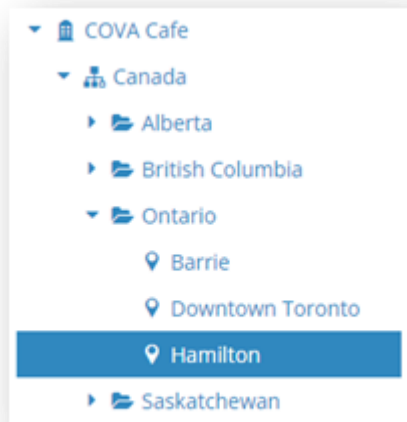 COVA Cafe
Canada
Alberta
British Columbia
Ontario
Barrie
Downtown Toronto
Hamilton
Saskatchewan